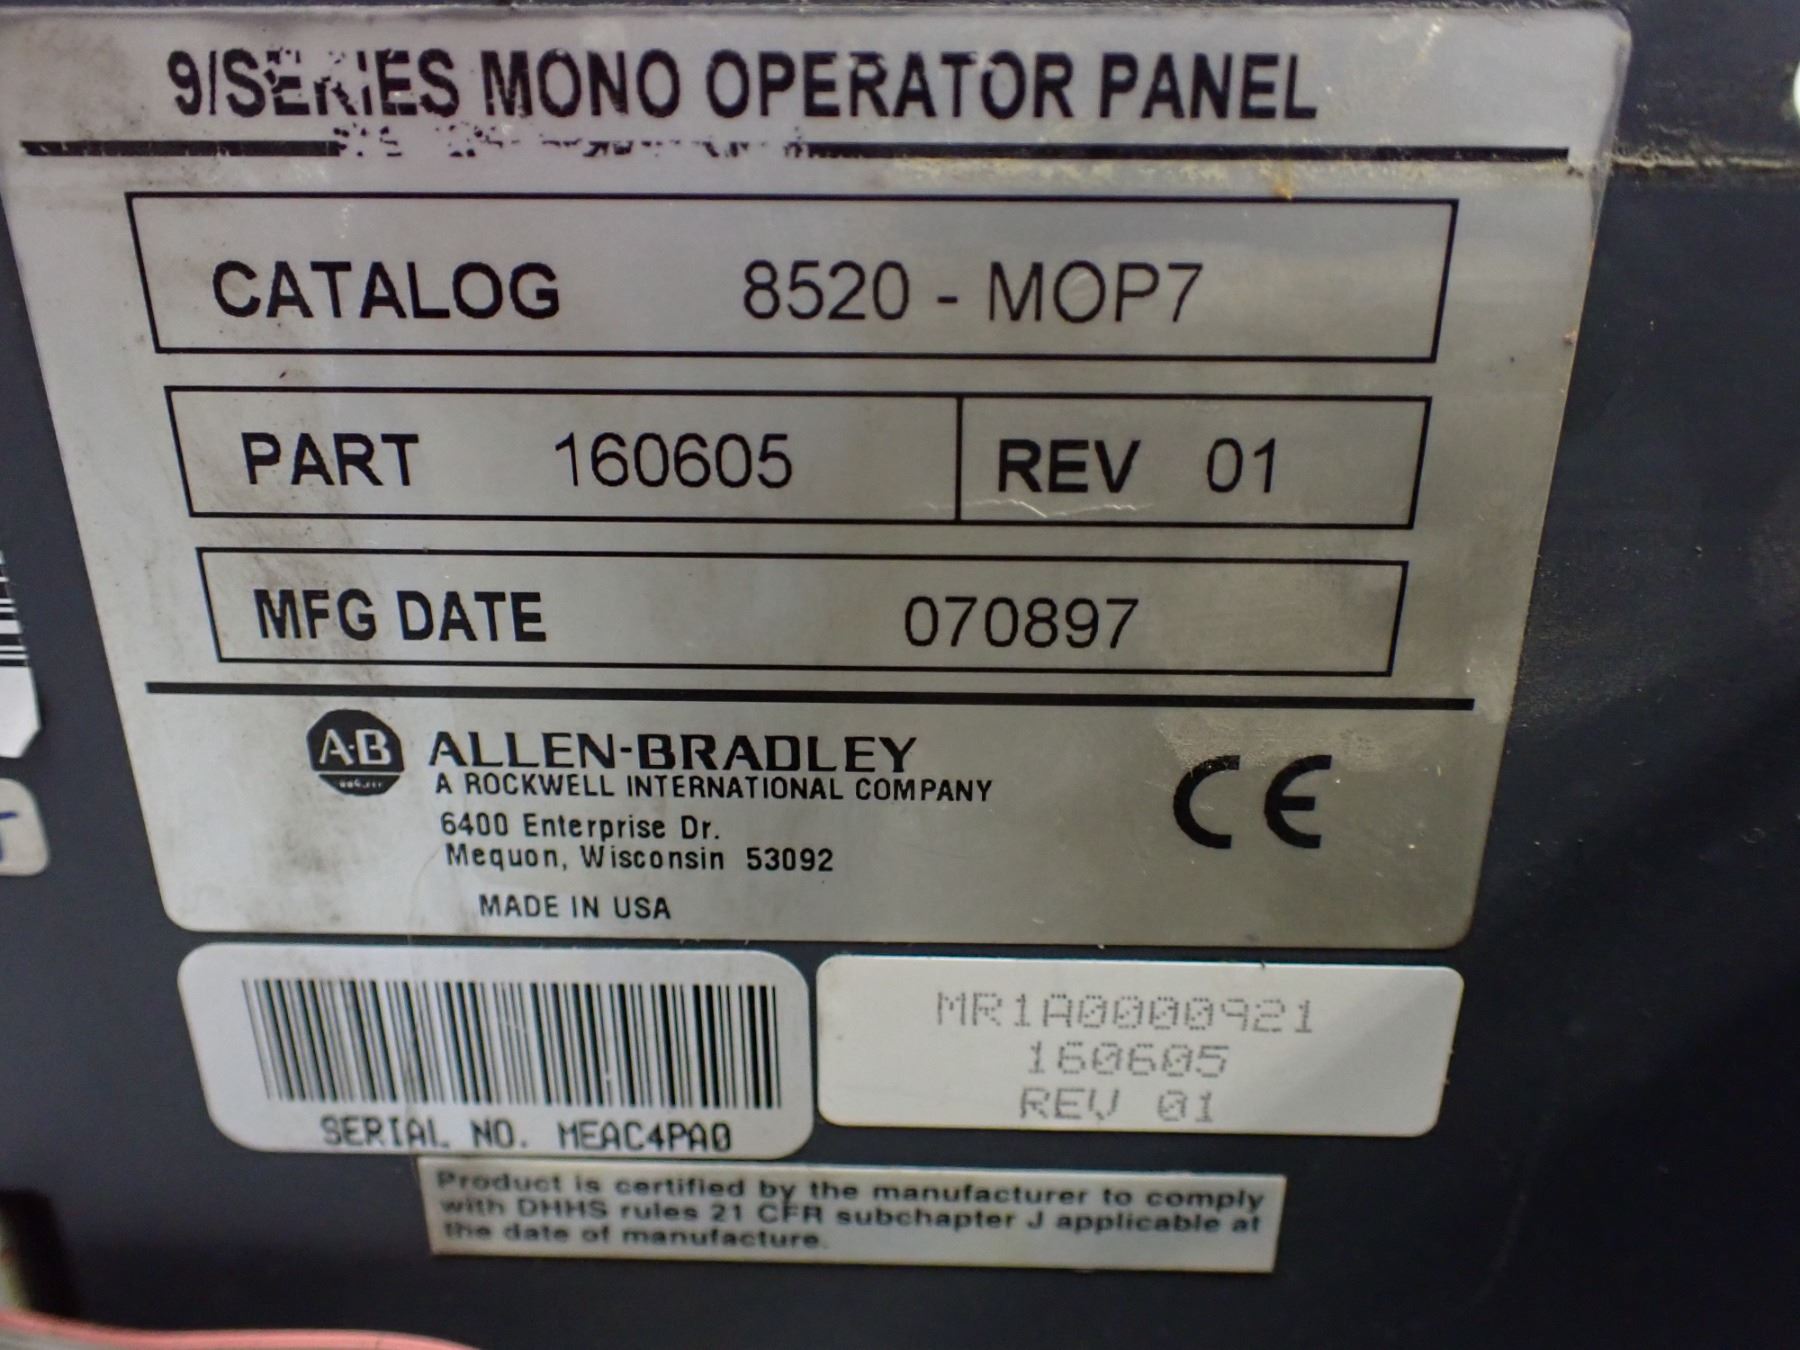 9/SERIES MONO OPERATOR PANEL
CATALOG 8520 - MOP7
PART 160605 REV 01
MFG DATE 070897
A-B ALLEN-BRADLEY
A ROCKWELL INTERNATIONAL COMPANY
6400 Enterprise Dr.
Mequon, Wisconsin 53092
MADE IN USA
CE
SERIAL NO. MEAC4PA0
MR1A0000921
160605
REV 01
Product is certified by the manufacturer to comply
with DHHS rules 21 CFR subchapter J applicable at
the date of manufacture.